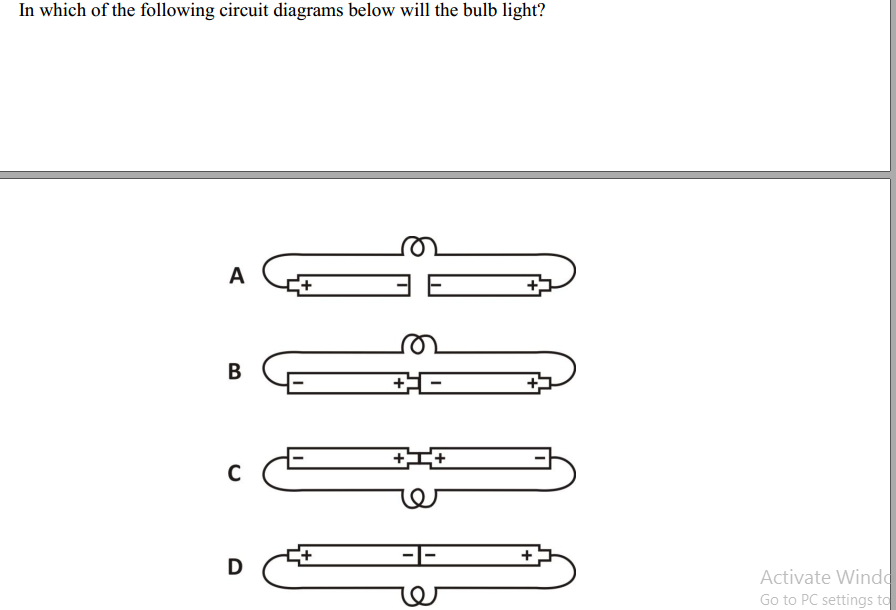 In which of the following circuit diagrams below will the bulb light?
A
+ − − +
B
− + − +
C
− + + −
D
+ − − +
Activate Windo
Go to PC settings to